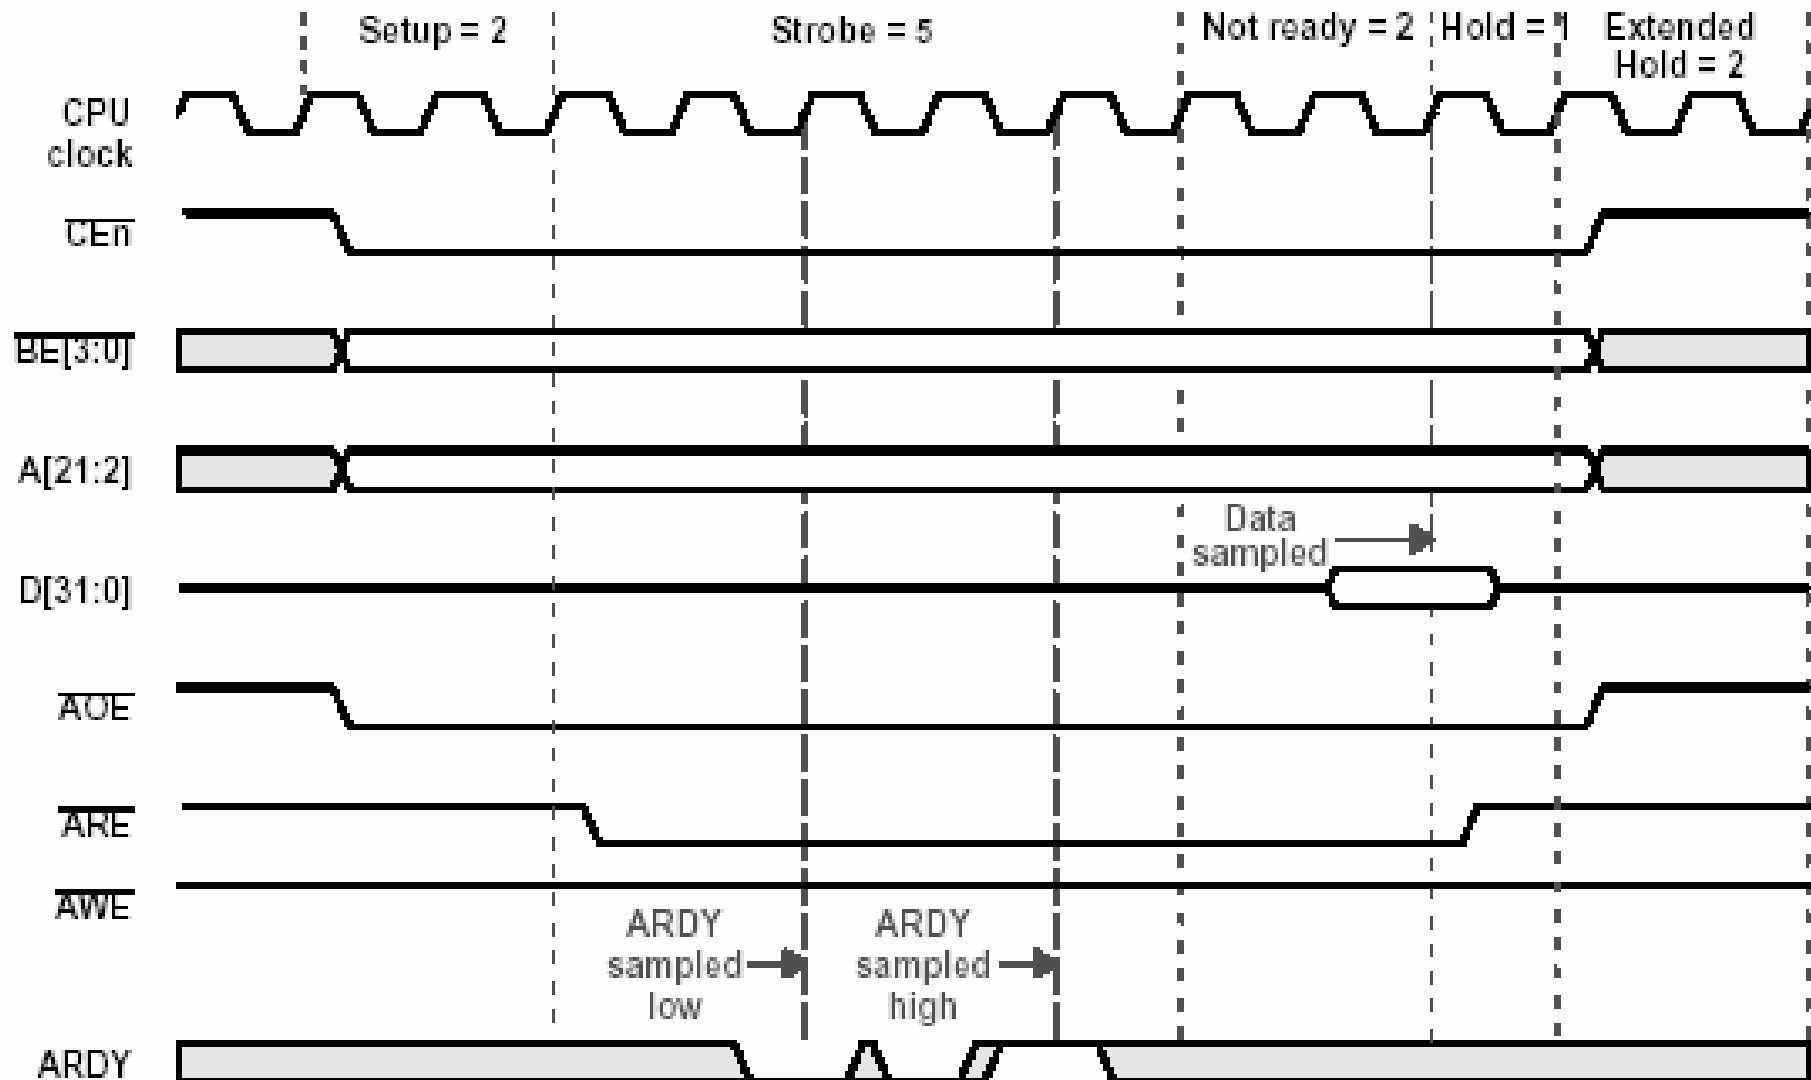 Setup = 2
Strobe = 5
Not ready = 2
Hold = 1
Extended
Hold = 2
CPU
clock
CEn
BE[3:0]
A[21:2]
Data
sampled
D[31:0]
AOE
ARE
AWE
ARDY
sampled
low
ARDY
sampled
high
ARDY